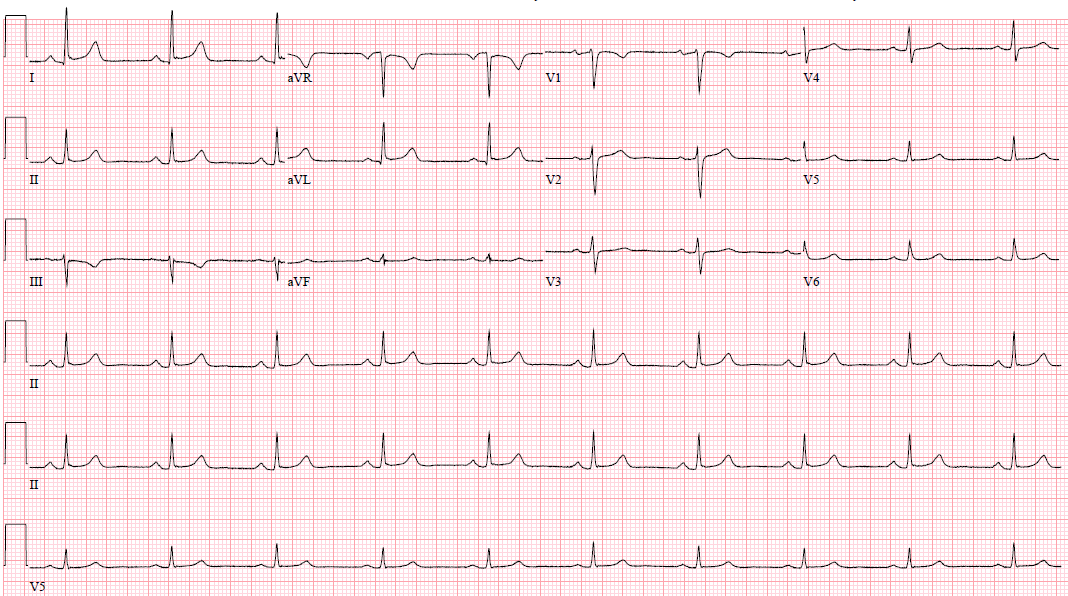 I aVR V1 V4
II aVL V2 V5
III aVF V3 V6
II
II
V5